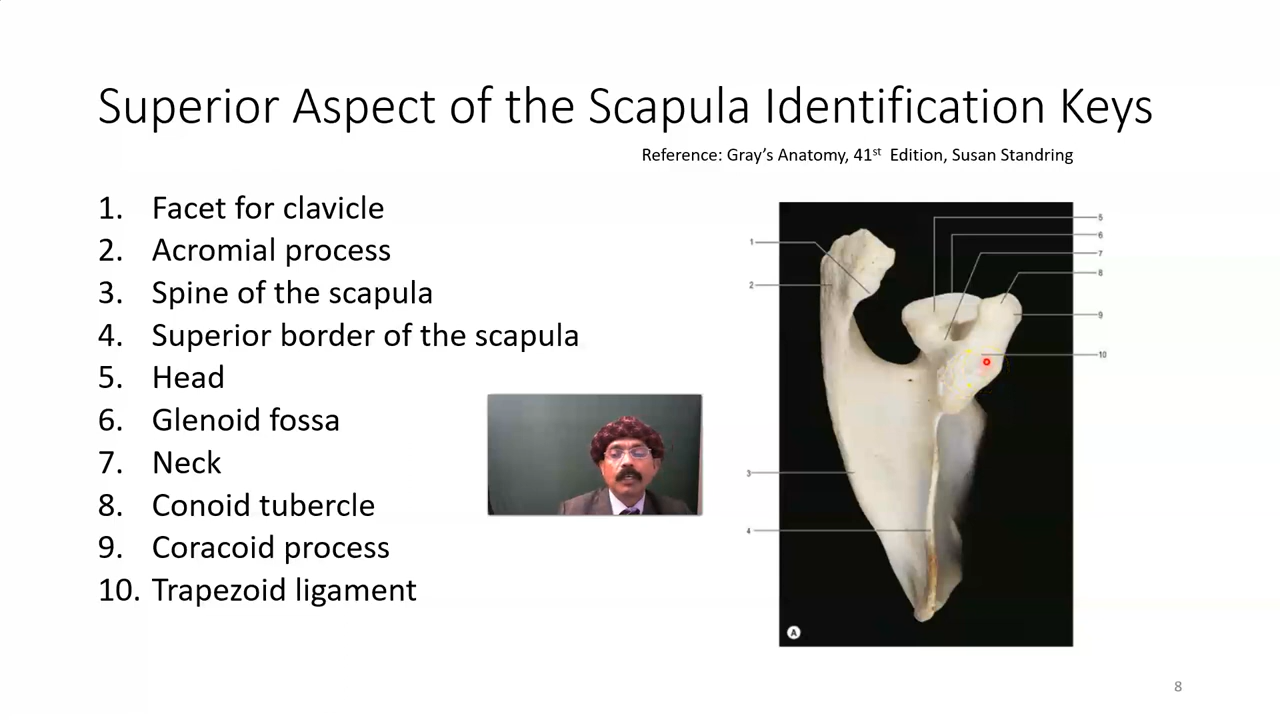 Superior Aspect of the Scapula Identification Keys
Reference: Gray’s Anatomy, 41st Edition, Susan Standring
1. Facet for clavicle
2. Acromial process
3. Spine of the scapula
4. Superior border of the scapula
5. Head
6. Glenoid fossa
7. Neck
8. Conoid tubercle
9. Coracoid process
10. Trapezoid ligament
1
2
3
4
5
6
7
8
9
10
A
8